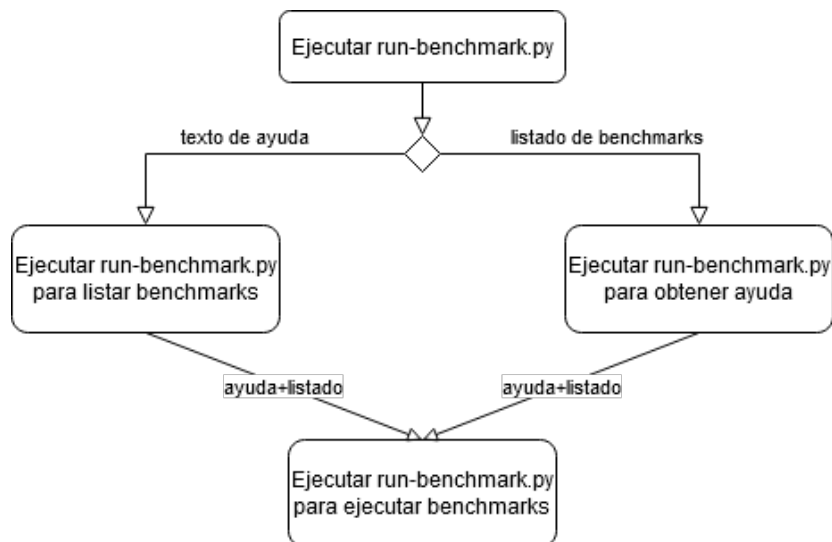 Ejecutar run-benchmark.py
texto de ayuda
listado de benchmarks
Ejecutar run-benchmark.py
para listar benchmarks
Ejecutar run-benchmark.py
para obtener ayuda
ayuda+listado
ayuda+listado
Ejecutar run-benchmark.py
para ejecutar benchmarks